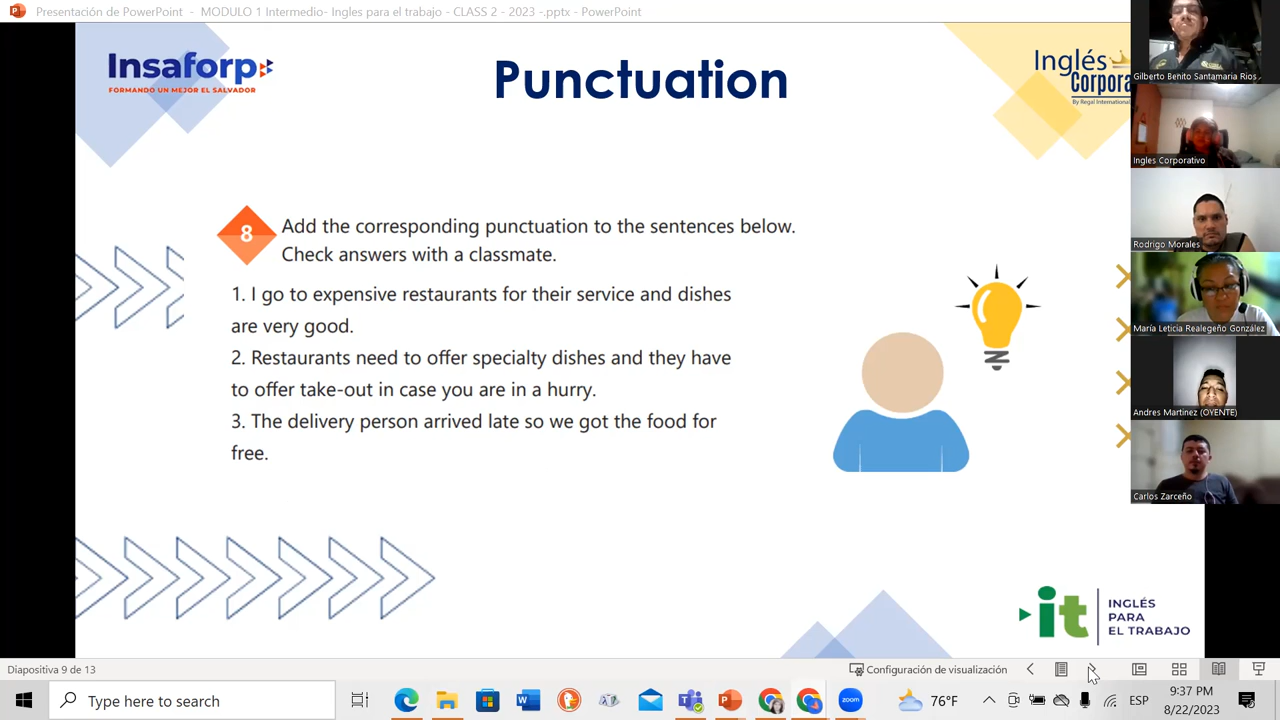 Presentación de PowerPoint - MODULO 1 Intermedio- Ingles para el trabajo - CLASS 2 - 2023 -.pptx - PowerPoint
Insaforp
FORMANDO UN MEJOR EL SALVADOR
Punctuation
Inglés
Corpora
By Regal International
8
Add the corresponding punctuation to the sentences below.
Check answers with a classmate.
1. I go to expensive restaurants for their service and dishes
are very good.
2. Restaurants need to offer specialty dishes and they have
to offer take-out in case you are in a hurry.
3. The delivery person arrived late so we got the food for
free.
Gilberto Benito Santamaria Rios
Ingles Corporativo
Rodrigo Morales
María Leticia Realegeño González
Andres Martinez (OYENTE)
Carlos Zarceño
it
INGLÉS
PARA
EL TRABAJO
Diapositiva 9 de 13
Configuración de visualización
Type here to search
76°F
ESP
9:37 PM
8/22/2023